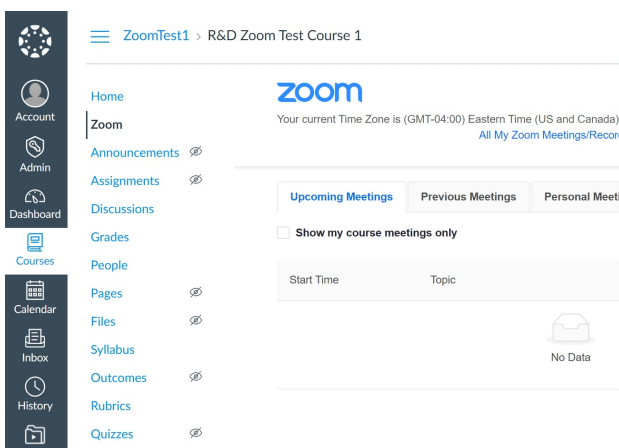 ZoomTest1 > R&D Zoom Test Course 1
Account
Admin
Dashboard
Courses
Calendar
Inbox
History
Home
Zoom
Announcements
Assignments
Discussions
Grades
People
Pages
Files
Syllabus
Outcomes
Rubrics
Quizzes
zoom
Your current Time Zone is (GMT-04:00) Eastern Time (US and Canada)
All My Zoom Meetings/Recor
Upcoming Meetings Previous Meetings Personal Meeti
Show my course meetings only
Start Time Topic
No Data